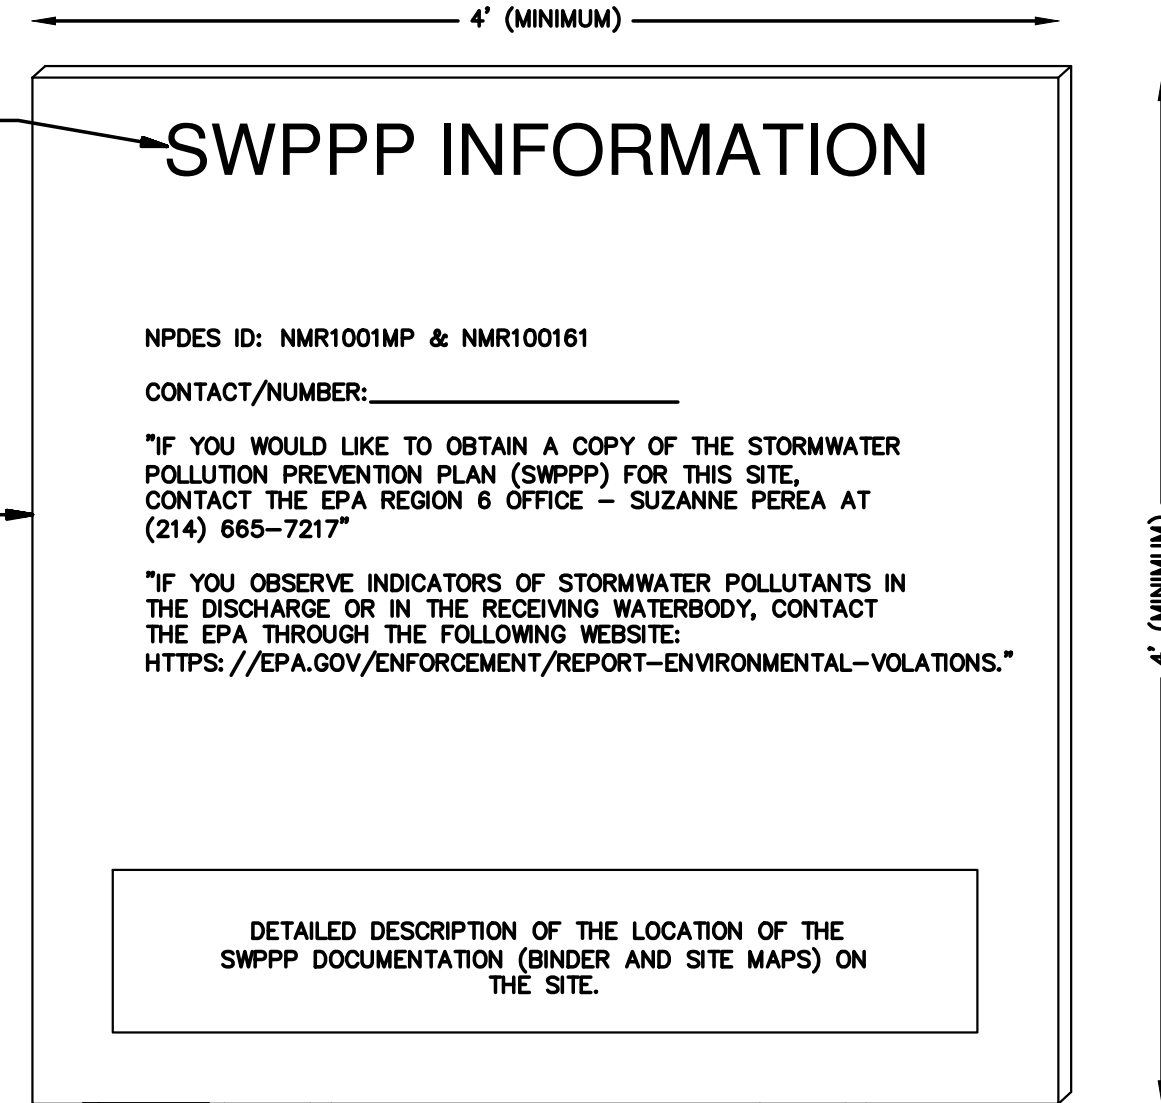 4' (MINIMUM)
SWPPP INFORMATION
NPDES ID: NMR1001MP & NMR100161
CONTACT/NUMBER:
"IF YOU WOULD LIKE TO OBTAIN A COPY OF THE STORMWATER
POLLUTION PREVENTION PLAN (SWPPP) FOR THIS SITE,
CONTACT THE EPA REGION 6 OFFICE – SUZANNE PEREA AT
(214) 665–7217"
"IF YOU OBSERVE INDICATORS OF STORMWATER POLLUTANTS IN
THE DISCHARGE OR IN THE RECEIVING WATERBODY, CONTACT
THE EPA THROUGH THE FOLLOWING WEBSITE:
HTTPS://EPA.GOV/ENFORCEMENT/REPORT–ENVIRONMENTAL–VOLATIONS."
DETAILED DESCRIPTION OF THE LOCATION OF THE
SWPPP DOCUMENTATION (BINDER AND SITE MAPS) ON
THE SITE.
4' (MINIMUM)